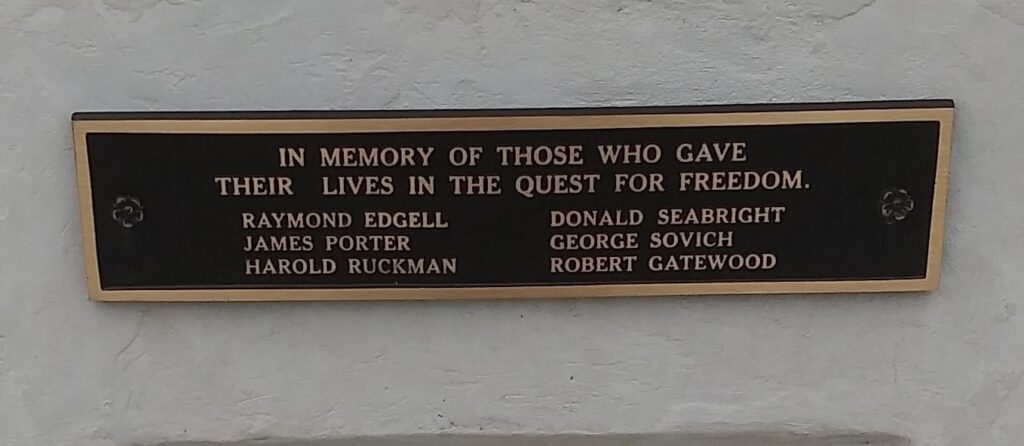 IN MEMORY OF THOSE WHO GAVE
THEIR LIVES IN THE QUEST FOR FREEDOM.
RAYMOND EDGELL
JAMES PORTER
HAROLD RUCKMAN
DONALD SEABRIGHT
GEORGE SOVICH
ROBERT GATEWOOD